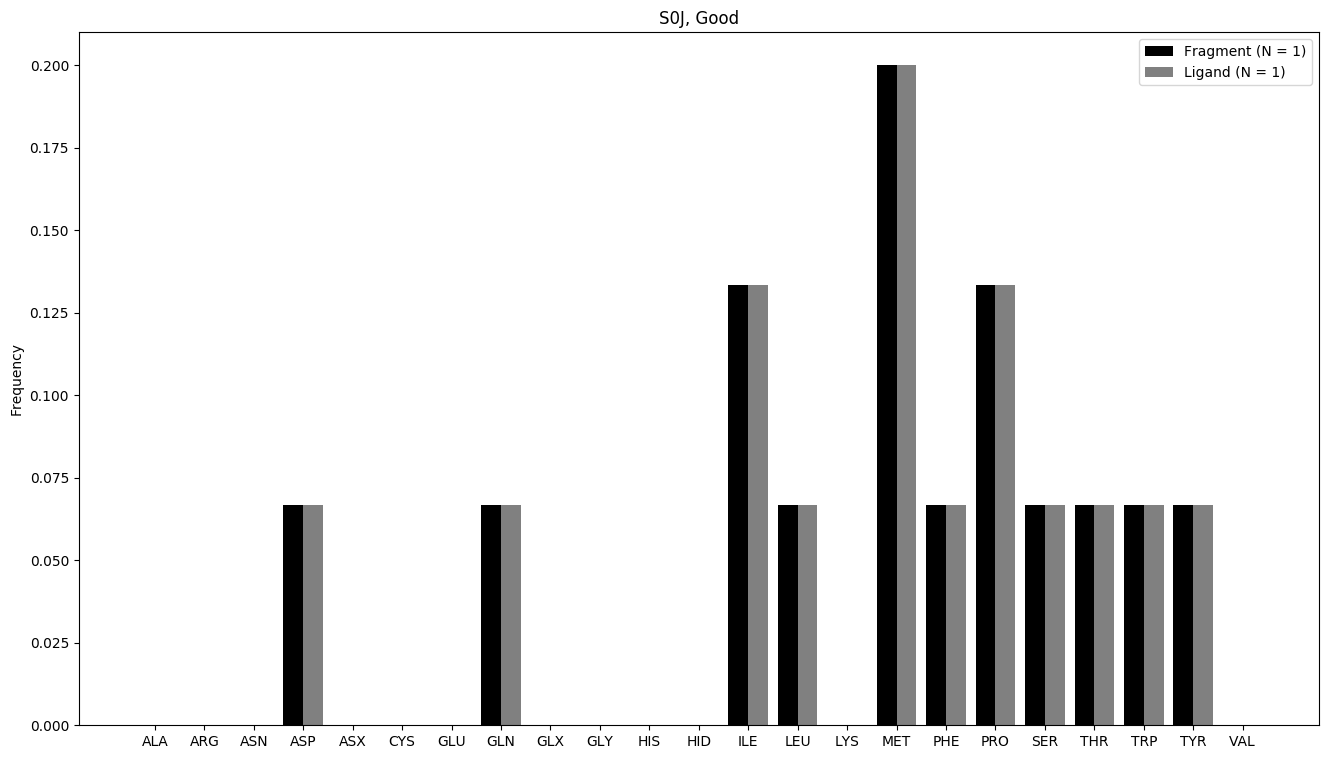 S0J, Good
Fragment (N = 1)
Ligand (N = 1)
Frequency
0.200
0.175
0.150
0.125
0.100
0.075
0.050
0.025
0.000
ALA ARG ASN ASP ASX CYS GLU GLN GLX GLY HIS HID ILE LEU LYS MET PHE PRO SER THR TRP TYR VAL